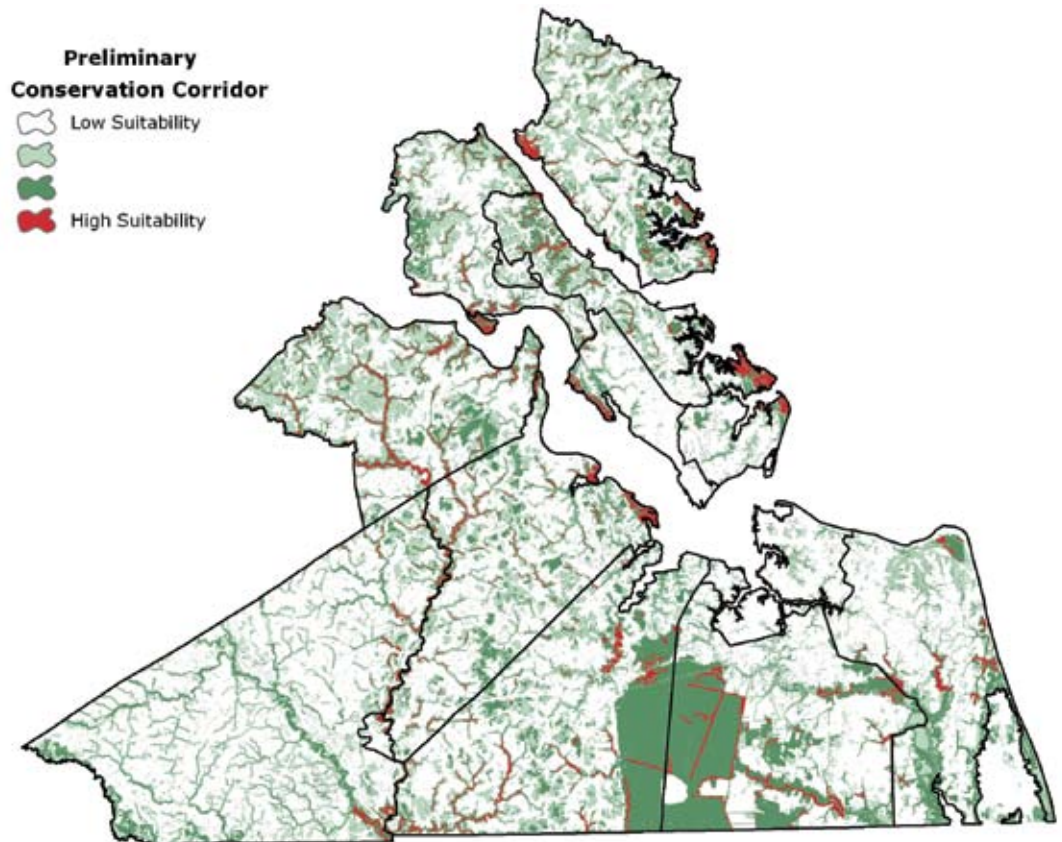 Preliminary
Conservation Corridor
Low Suitability
High Suitability